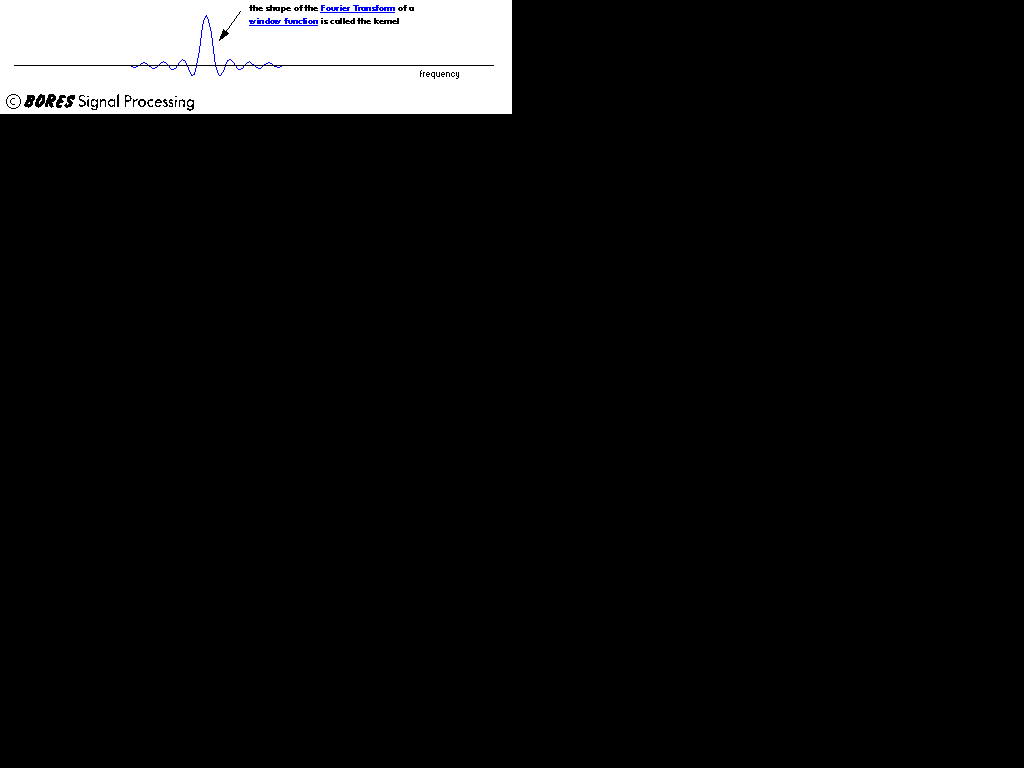 the shape of the Fourier Transform of a
window function is called the kernel
frequency
© BORES Signal Processing